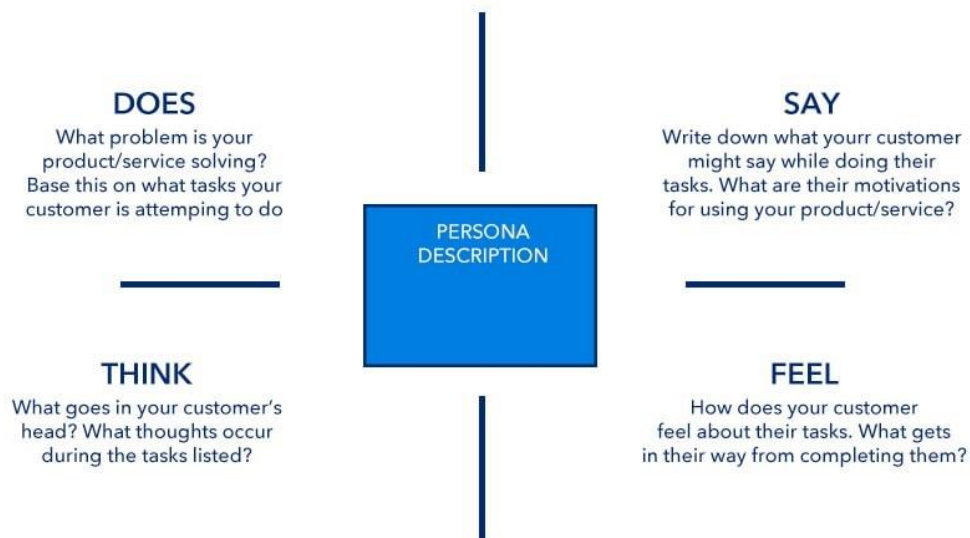 DOES
What problem is your
product/service solving?
Base this on what tasks your
customer is attemping to do
SAY
Write down what yourr customer
might say while doing their
tasks. What are their motivations
for using your product/service?
PERSONA
DESCRIPTION
THINK
What goes in your customer's
head? What thoughts occur
during the tasks listed?
FEEL
How does your customer
feel about their tasks. What gets
in their way from completing them?